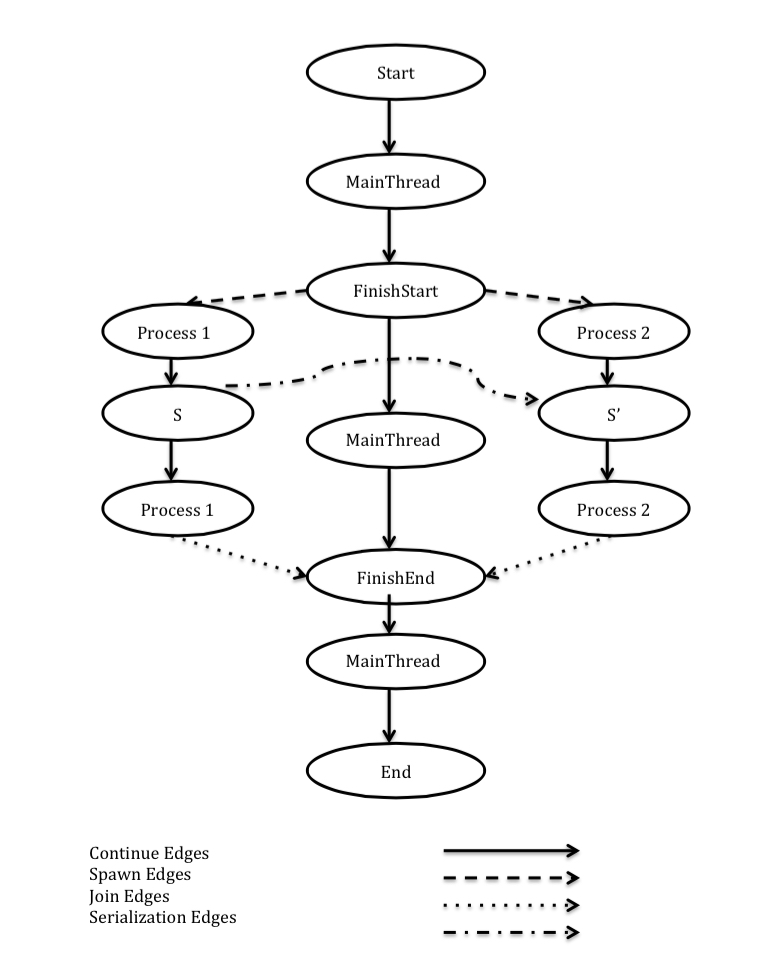 Start
MainThread
FinishStart
Process 1
Process 2
S
S’
MainThread
Process 1
Process 2
FinishEnd
MainThread
End
Continue Edges
Spawn Edges
Join Edges
Serialization Edges